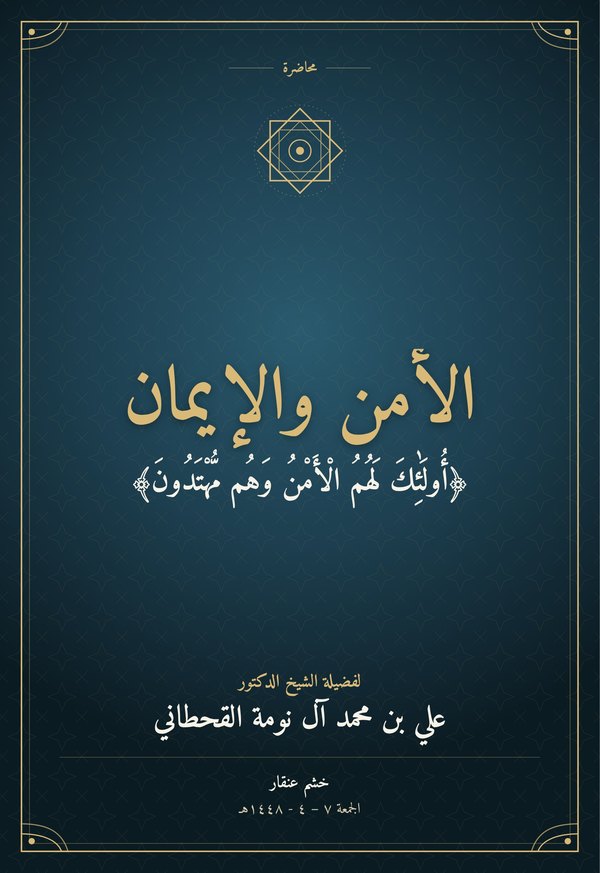 محاضرة
الأمن والإيمان
﴿أُولَٰئِكَ لَهُمُ الْأَمْنُ وَهُم مُّهْتَدُونَ﴾
لفضيلة الشيخ الدكتور
علي بن محمد آل نومة القحطاني
خشم عنقار
الجمعة ٧ – ٤ - ١٤٤٨هـ